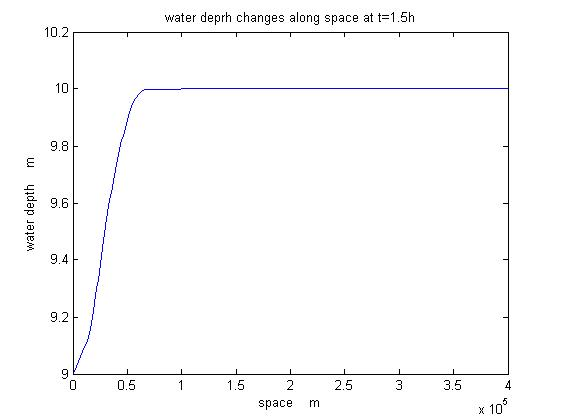 water deprh changes along space at t=1.5h
10.2
10
9.8
9.6
9.4
9.2
9
water depth m
0 0.5 1 1.5 2 2.5 3 3.5 4
x 10^5
space m